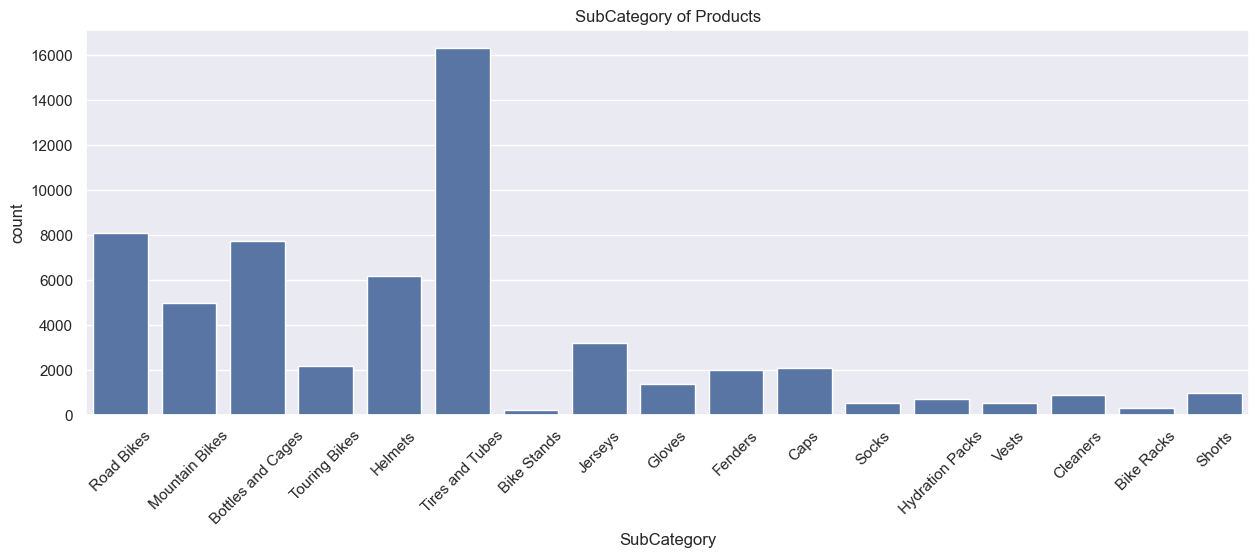 SubCategory of Products
16000
14000
12000
10000
8000
6000
4000
2000
0
count
Road Bikes
Mountain Bikes
Bottles and Cages
Touring Bikes
Helmets
Tires and Tubes
Bike Stands
Jerseys
Gloves
Fenders
Caps
Socks
Hydration Packs
Vests
Cleaners
Bike Racks
Shorts
SubCategory